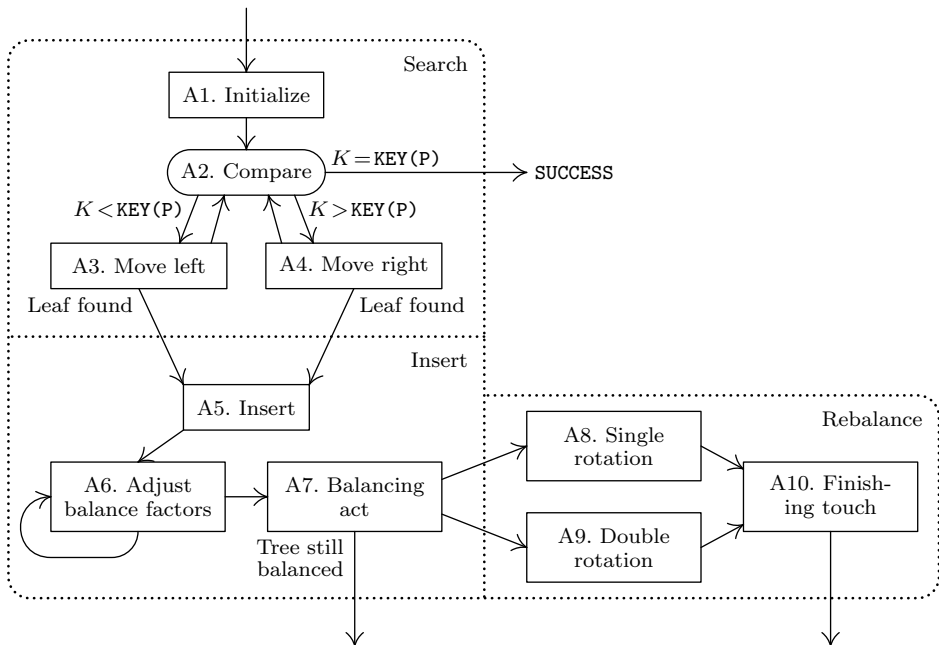 Search
A1. Initialize
A2. Compare
K = KEY(P)
SUCCESS
K < KEY(P)
K > KEY(P)
A3. Move left
A4. Move right
Leaf found
Leaf found
Insert
A5. Insert
Rebalance
A6. Adjust
balance factors
A7. Balancing
act
Tree still
balanced
A8. Single
rotation
A9. Double
rotation
A10. Finish-
ing touch